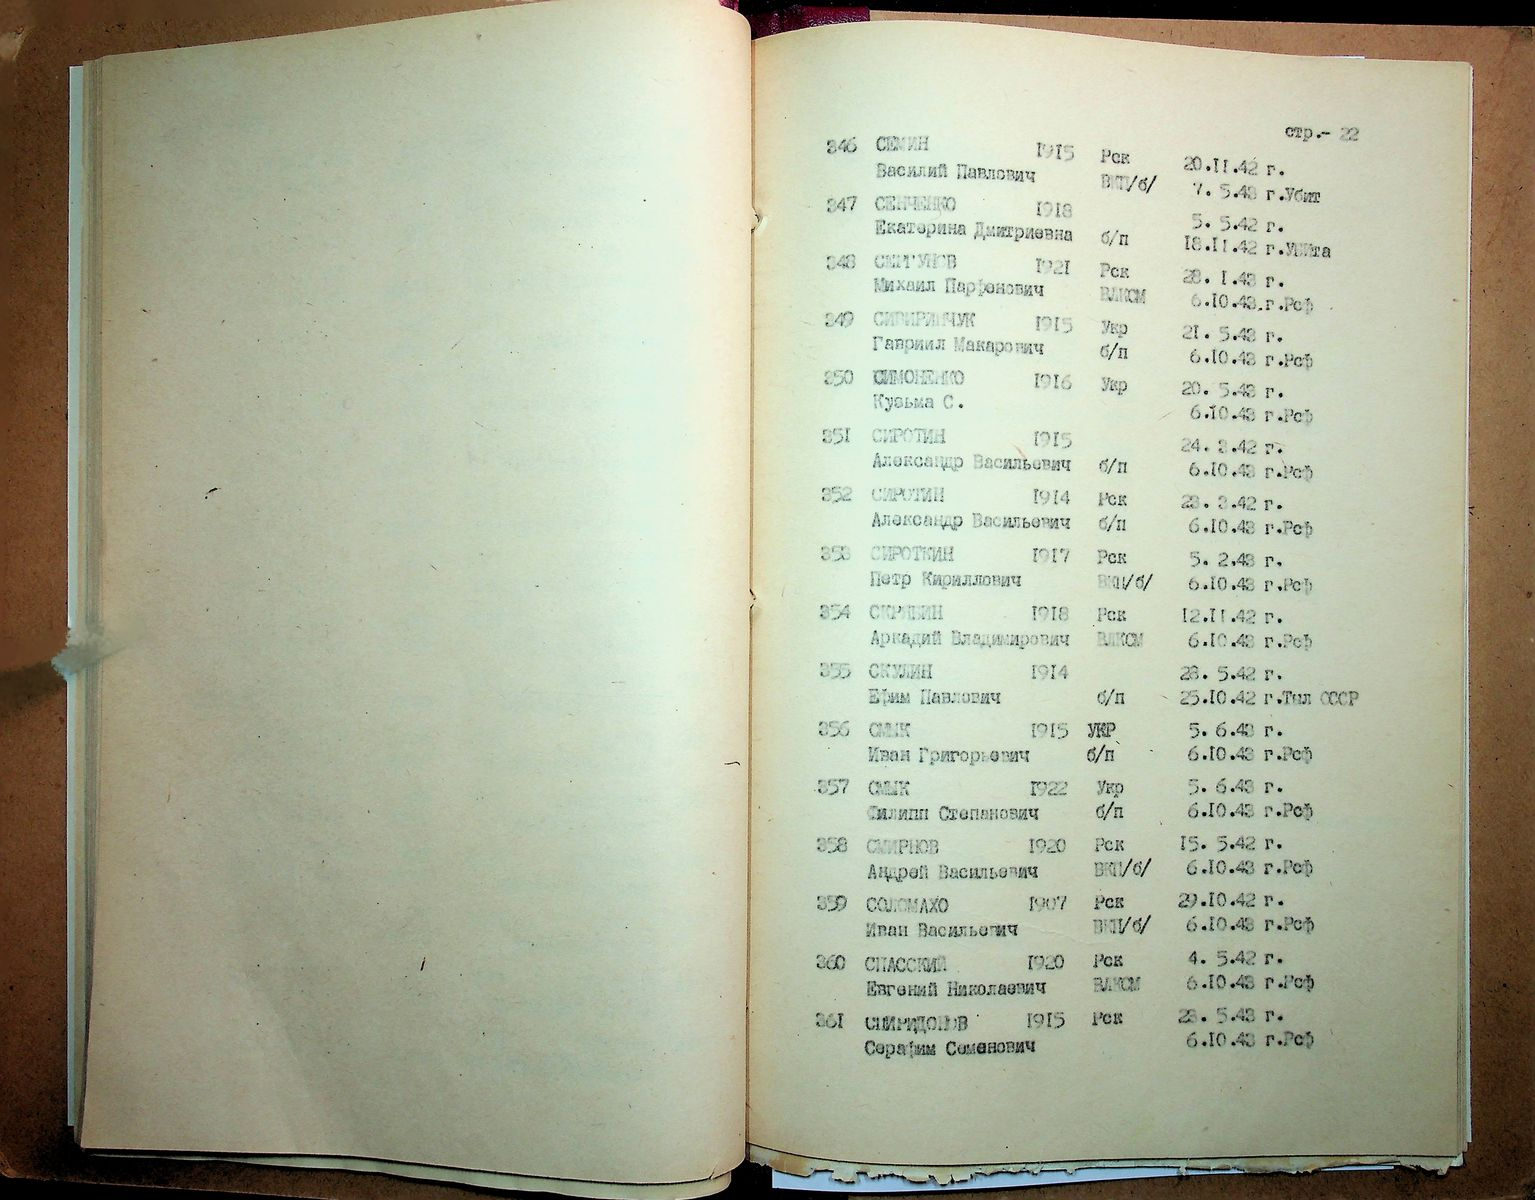 стр.- 22
346 СЕМИН 1915 Рск 20.11.42 г.
Василий Павлович ВКП/б/ 7. 5.43 г.Убит
347 СЕНЧЕНКО 1918 5. 5.42 г.
Екатерина Дмитриевна б/п 18.11.42 г.Убита
348 СЕРГУНОВ 1921 Рск 28. 1.43 г.
Михаил Парфенович ВЛКСМ 6.10.43.г.Рсф
349 1915 Укр 21. 5.43 г.
Гавриил Макарович б/п 6.10.43 г.Рсф
350 СИМОНЕНКО 1916 Укр 20. 5.43 г.
Кузьма С. 6.10.43 г.Рсф
351 СИРОТИН 1915 24. 3.42 г.
Александр Васильевич б/п 6.10.43 г.Рсф
352 СИРОТИН 1914 Рск 23. 3.42 г.
Александр Васильевич б/п 6.10.43 г.Рсф
353 СИРОТКИН 1917 Рск 5. 2.43 г.
Петр Кириллович ВКП/б/ 6.10.43 г.Рсф
354 СКРЯБИН 1918 Рск 12.11.42 г.
Аркадий Владимирович ВЛКСМ 6.10.43 г.Рсф
355 СКУЛИН 1914 28. 5.42 г.
Ефим Павлович б/п 25.10.42 г.Тыл СССР
356 СМЫК 1915 УКР 5. 6.43 г.
Иван Григорьевич б/п 6.10.43 г.Рсф
357 СМЫК 1922 Укр 5. 6.43 г.
Филипп Степанович б/п 6.10.43 г.Рсф
358 СМИРНОВ 1920 Рск 15. 5.42 г.
Андрей Васильевич ВКП/б/ 6.10.43 г.Рсф
359 СОЛОМАХО 1907 Рск 29.10.42 г.
Иван Васильевич ВКП/б/ 6.10.43 г.Рсф
360 СПАССКИЙ 1920 Рск 4. 5.42 г.
Евгений Николаевич ВЛКСМ 6.10.43 г.Рсф
361 СПИРИДОНОВ 1915 Рск 23. 5.43 г.
Серафим Семенович 6.10.43 г.Рсф